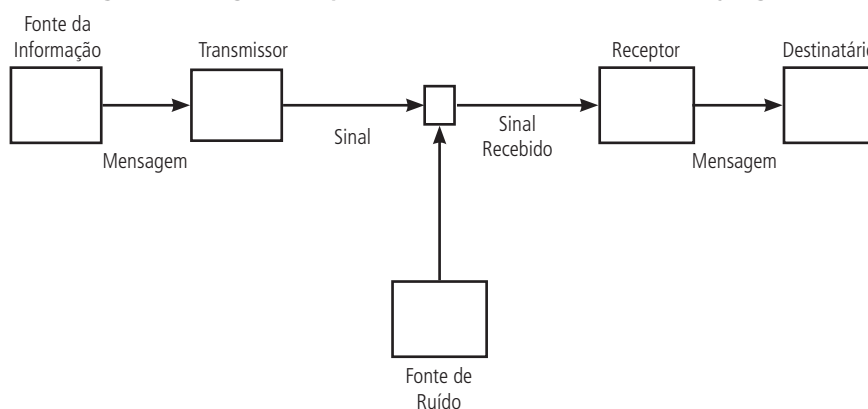 Fonte da
Informação
Transmissor
Receptor
Mensagem
Sinal
Sinal
Recebido
Mensagem
Fonte de
Ruído